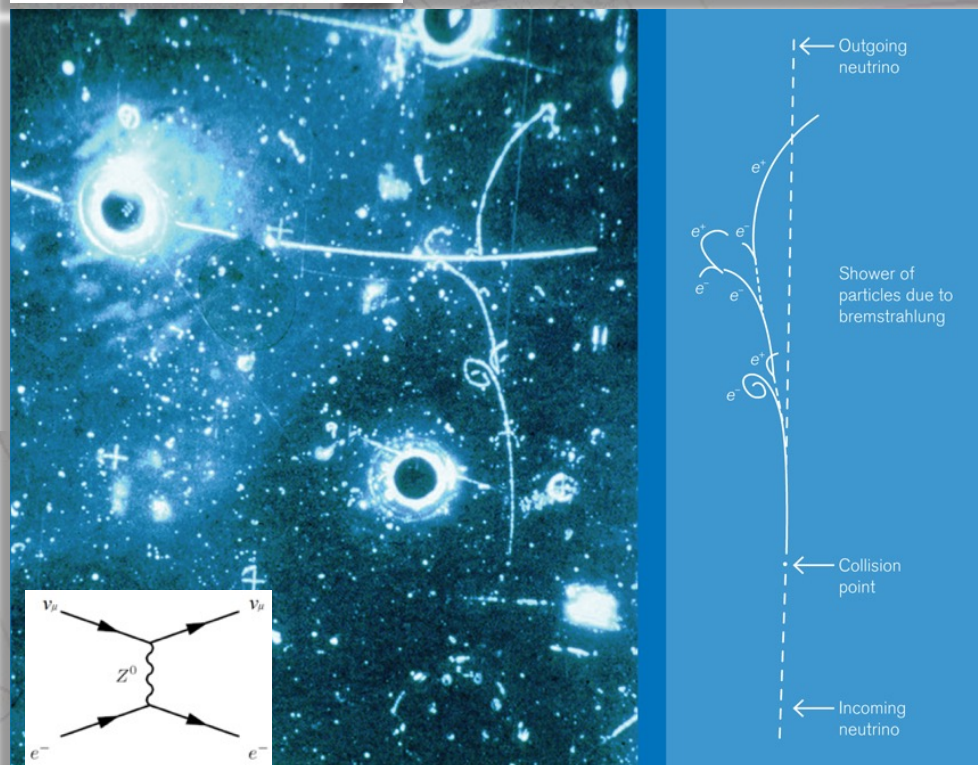 Outgoing
neutrino
e⁺
e⁺
e⁻
e⁻
e⁻
Shower of
particles due to
bremstrahlung
e⁺
e⁻
Collision
point
Incoming
neutrino
νμ
νμ
Z⁰
e⁻
e⁻